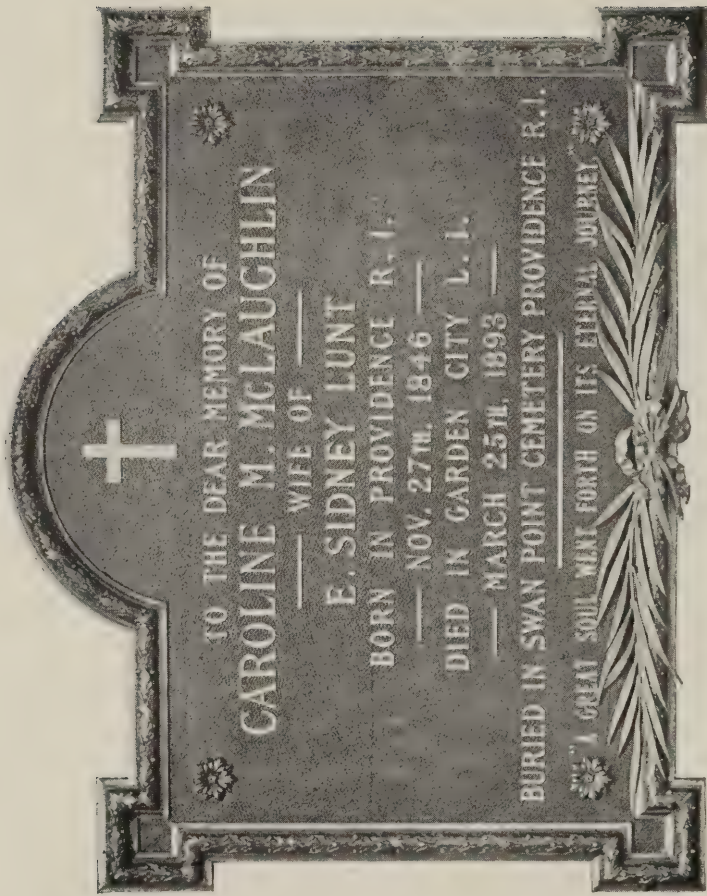 TO THE DEAR MEMORY OF
CAROLINE M. McLAUGHLIN
WIFE OF
E. SIDNEY LUNT
BORN IN PROVIDENCE R.I.
NOV. 27TH. 1846
DIED IN GARDEN CITY L.I.
MARCH 25TH. 1893
BURIED IN SWAN POINT CEMETERY PROVIDENCE R.I.
"A GREAT SOUL WENT FORTH ON ITS ETERNAL JOURNEY"